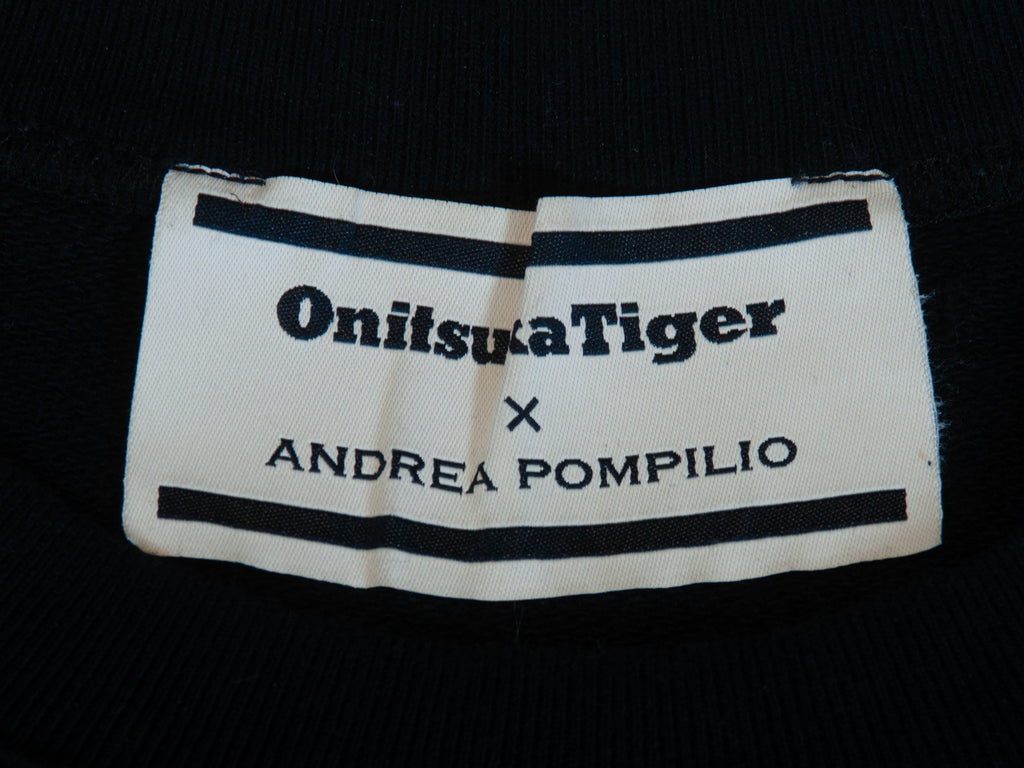 OnitsukaTiger
×
ANDREA POMPILIO